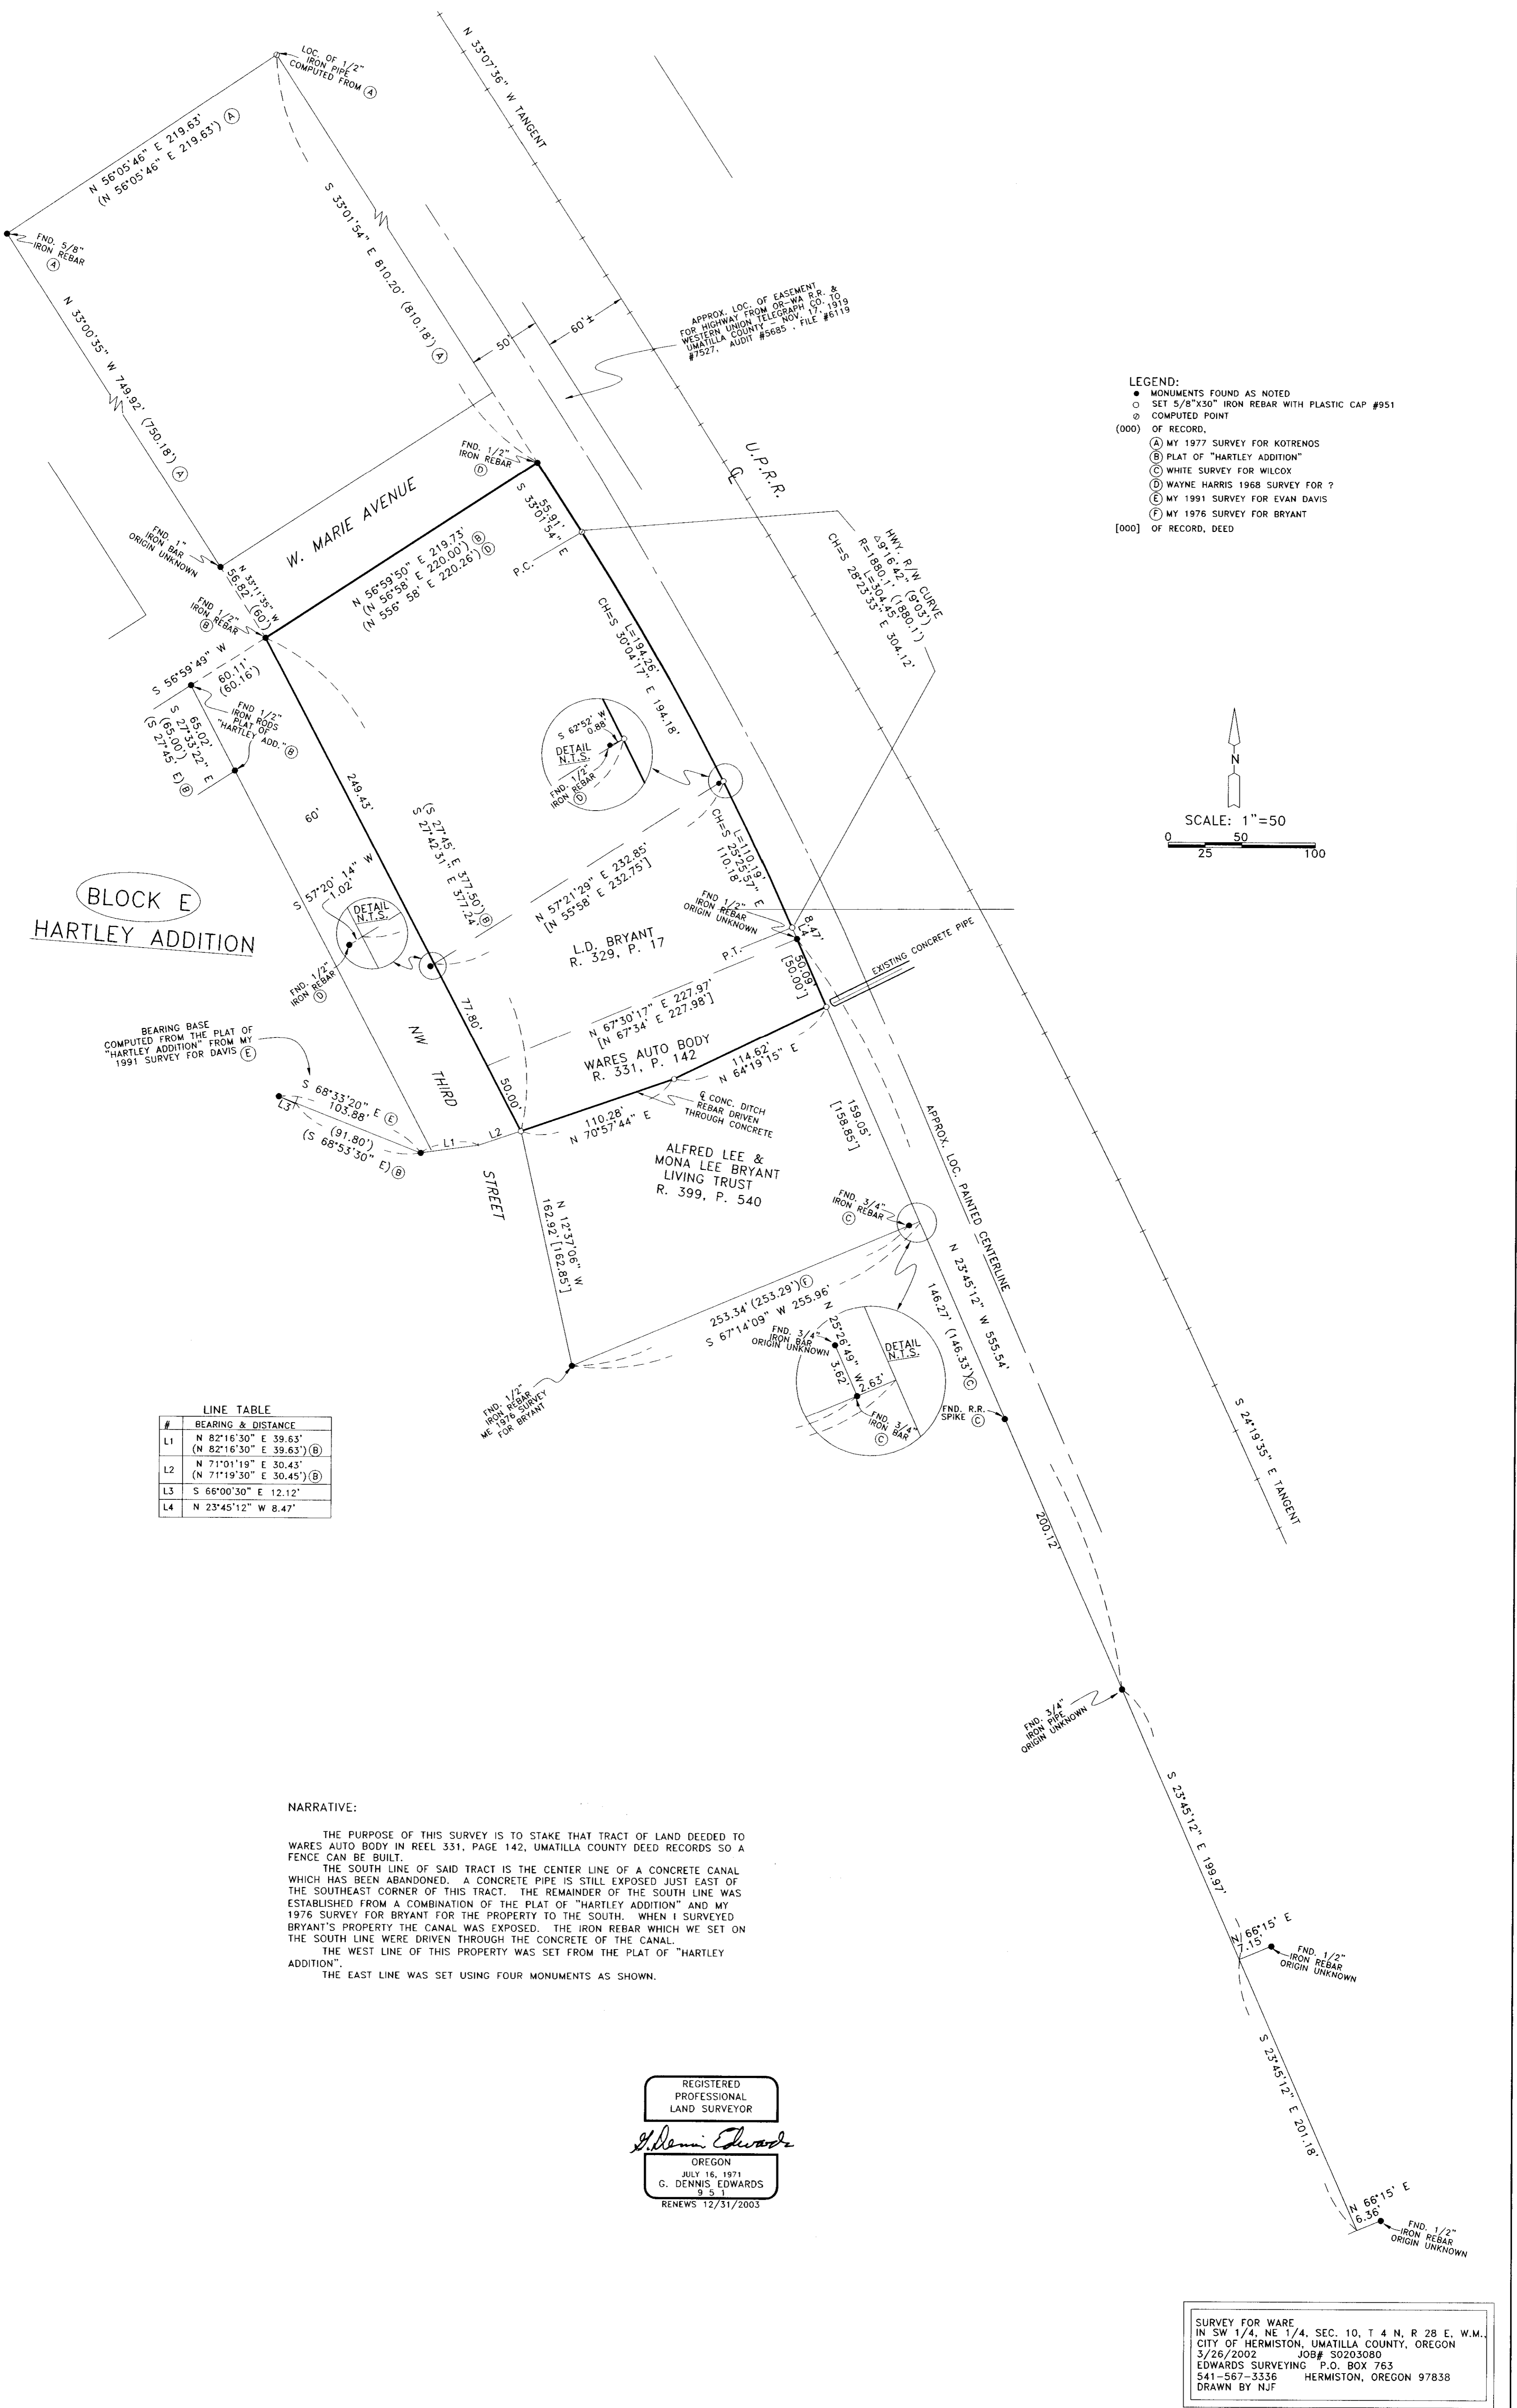 N 33°07'36" W TANGENT
LOC. OF 1/2"
IRON PIPE
COMPUTED FROM (A)
N 56°05'46" E 219.63'
(N 56°05'46" E 219.63') (A)
FND. 5/8"
IRON REBAR
(A)
S 33°01'54" E 810.20' (810.18') (A)
N 33°00'35" W 749.92' (750.18') (A)
50'
60'±
APPROX. LOC. OF EASEMENT
FOR HIGHWAY FROM OR-WA R.R. &
WESTERN UNION TELEGRAPH CO. TO
UMATILLA COUNTY - NOV. 17, 1919
#7527, AUDIT #5685 , FILE #6119
LEGEND:
MONUMENTS FOUND AS NOTED
SET 5/8"X30" IRON REBAR WITH PLASTIC CAP #951
COMPUTED POINT
(000) OF RECORD,
(A) MY 1977 SURVEY FOR KOTRENOS
(B) PLAT OF "HARTLEY ADDITION"
(C) WHITE SURVEY FOR WILCOX
(D) WAYNE HARRIS 1968 SURVEY FOR ?
(E) MY 1991 SURVEY FOR EVAN DAVIS
(F) MY 1976 SURVEY FOR BRYANT
[000] OF RECORD, DEED
U.P.R.R.
FND. 1/2"
IRON REBAR
(D)
W. MARIE AVENUE
FND. 1"
IRON BAR
ORIGIN UNKNOWN
N 33°11'35" W
56.82' (60')
FND 1/2"
IRON REBAR
(B)
N 56°59'50" E 219.73'
(N 56°58' E 220.00') (B)
(N 556° 58' E 220.26') (D)
55.91'
S 33°01'54" E
P.C.
HWY. R/W CURVE
△9°16'42" (9°03')
R=1880.1' (1880.1')
L=304.45'
CH=S 28°23'33" E 304.12'
L=194.26'
CH=S 30°04'17" E 194.18'
S 56°59'49" W
60.11'
(60.16')
FND 1/2"
IRON RODS
PLAT OF
"HARTLEY ADD." (B)
65.02'
S 27°33'22" E
(65.00')
(S 27°45' E) (B)
S 62°52' W
0.88'
DETAIL
N.T.S.
FND. 1/2"
IRON REBAR
(D)
249.43'
60'
(S 27°45' E 377.50') (B)
S 27°42'31" E 377.24'
N
SCALE: 1"=50
0 50
25 100
L=110.19'
CH=S 25°25'57" E
110.18'
N 57°21'29" E 232.85'
[N 55°58' E 232.75']
BLOCK E
HARTLEY ADDITION
S 57°20' 14" W
1.02'
DETAIL
N.T.S.
FND. 1/2"
IRON REBAR
(D)
FND 1/2"
IRON REBAR
ORIGIN UNKNOWN
8.47'
L4
L.D. BRYANT
R. 329, P. 17
P.T.
50.09'
[50.00']
EXISTING CONCRETE PIPE
77.80'
N 67°30'17" E 227.97'
[N 67°34' E 227.98']
BEARING BASE
COMPUTED FROM THE PLAT OF
"HARTLEY ADDITION" FROM MY
1991 SURVEY FOR DAVIS (E)
NW THIRD STREET
WARES AUTO BODY
R. 331, P. 142
50.00'
114.62'
N 64°19'15" E
S 68°33'20" E (E)
103.88'
L3
(91.80')
(S 68°53'30" E) (B)
L1
L2
110.28'
N 70°57'44" E
℄ CONC. DITCH
REBAR DRIVEN
THROUGH CONCRETE
159.05'
[158.85']
APPROX. LOC. PAINTED CENTERLINE
ALFRED LEE &
MONA LEE BRYANT
LIVING TRUST
R. 399, P. 540
N 12°37'06" W
162.92' [162.85']
FND. 3/4"
IRON REBAR
(C)
N 23°45'12" W 555.54'
146.27' (146.33') (C)
253.34' (253.29') (F)
S 67°14'09" W 255.96'
FND. 3/4"
IRON BAR
ORIGIN UNKNOWN
N 25°26'49" W
3.62'
2.63'
DETAIL
N.T.S.
FND. 3/4"
IRON BAR
(C)
FND. R.R.
SPIKE (C)
FND. 1/2"
IRON REBAR
ME 1976 SURVEY
FOR BRYANT
S 24°19'35" E TANGENT
LINE TABLE
# BEARING & DISTANCE
L1 N 82°16'30" E 39.63'
(N 82°16'30" E 39.63') (B)
L2 N 71°01'19" E 30.43'
(N 71°19'30" E 30.45') (B)
L3 S 66°00'30" E 12.12'
L4 N 23°45'12" W 8.47'
200.12'
FND. 3/4"
IRON PIPE
ORIGIN UNKNOWN
S 23°45'12" E 199.97'
N 66°15' E
7.15'
FND. 1/2"
IRON REBAR
ORIGIN UNKNOWN
S 23°45'12" E 201.18'
N 66°15' E
6.36'
FND. 1/2"
IRON REBAR
ORIGIN UNKNOWN
NARRATIVE:
THE PURPOSE OF THIS SURVEY IS TO STAKE THAT TRACT OF LAND DEEDED TO
WARES AUTO BODY IN REEL 331, PAGE 142, UMATILLA COUNTY DEED RECORDS SO A
FENCE CAN BE BUILT.
THE SOUTH LINE OF SAID TRACT IS THE CENTER LINE OF A CONCRETE CANAL
WHICH HAS BEEN ABANDONED. A CONCRETE PIPE IS STILL EXPOSED JUST EAST OF
THE SOUTHEAST CORNER OF THIS TRACT. THE REMAINDER OF THE SOUTH LINE WAS
ESTABLISHED FROM A COMBINATION OF THE PLAT OF "HARTLEY ADDITION" AND MY
1976 SURVEY FOR BRYANT FOR THE PROPERTY TO THE SOUTH. WHEN I SURVEYED
BRYANT'S PROPERTY THE CANAL WAS EXPOSED. THE IRON REBAR WHICH WE SET ON
THE SOUTH LINE WERE DRIVEN THROUGH THE CONCRETE OF THE CANAL.
THE WEST LINE OF THIS PROPERTY WAS SET FROM THE PLAT OF "HARTLEY
ADDITION".
THE EAST LINE WAS SET USING FOUR MONUMENTS AS SHOWN.
REGISTERED
PROFESSIONAL
LAND SURVEYOR
G. Dennis Edwards
OREGON
JULY 16, 1971
G. DENNIS EDWARDS
9 5 1
RENEWS 12/31/2003
SURVEY FOR WARE
IN SW 1/4, NE 1/4, SEC. 10, T 4 N, R 28 E, W.M.,
CITY OF HERMISTON, UMATILLA COUNTY, OREGON
3/26/2002 JOB# S0203080
EDWARDS SURVEYING P.O. BOX 763
541-567-3336 HERMISTON, OREGON 97838
DRAWN BY NJF